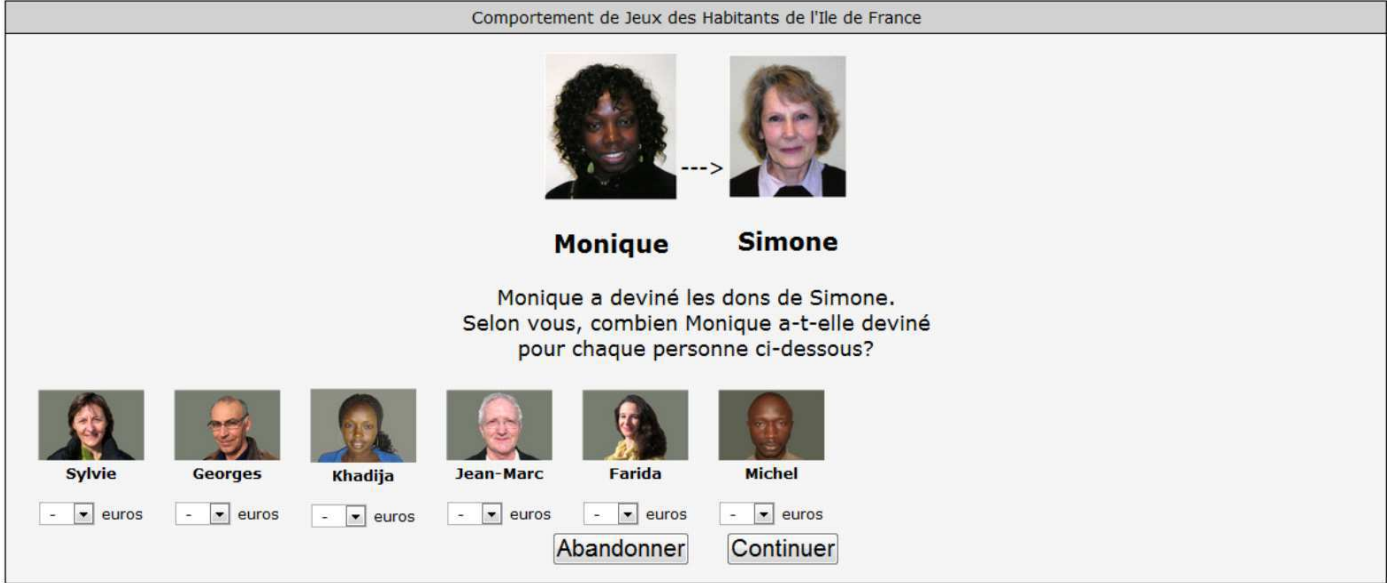 Comportement de Jeux des Habitants de l'Ile de France
--->
Monique Simone
Monique a deviné les dons de Simone.
Selon vous, combien Monique a-t-elle deviné
pour chaque personne ci-dessous?
Sylvie Georges Khadija Jean-Marc Farida Michel
- euros - euros - euros - euros - euros - euros
Abandonner Continuer